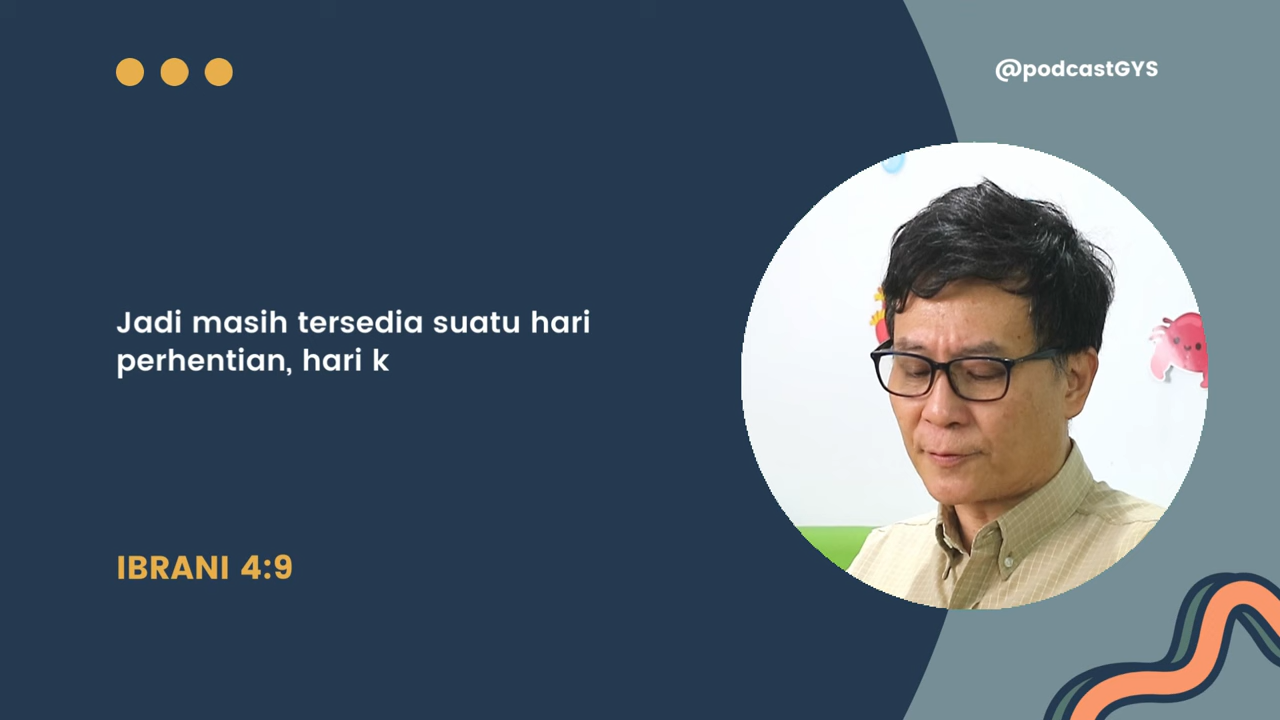 @podcastGYS
Jadi masih tersedia suatu hari
perhentian, hari k
IBRANI 4:9